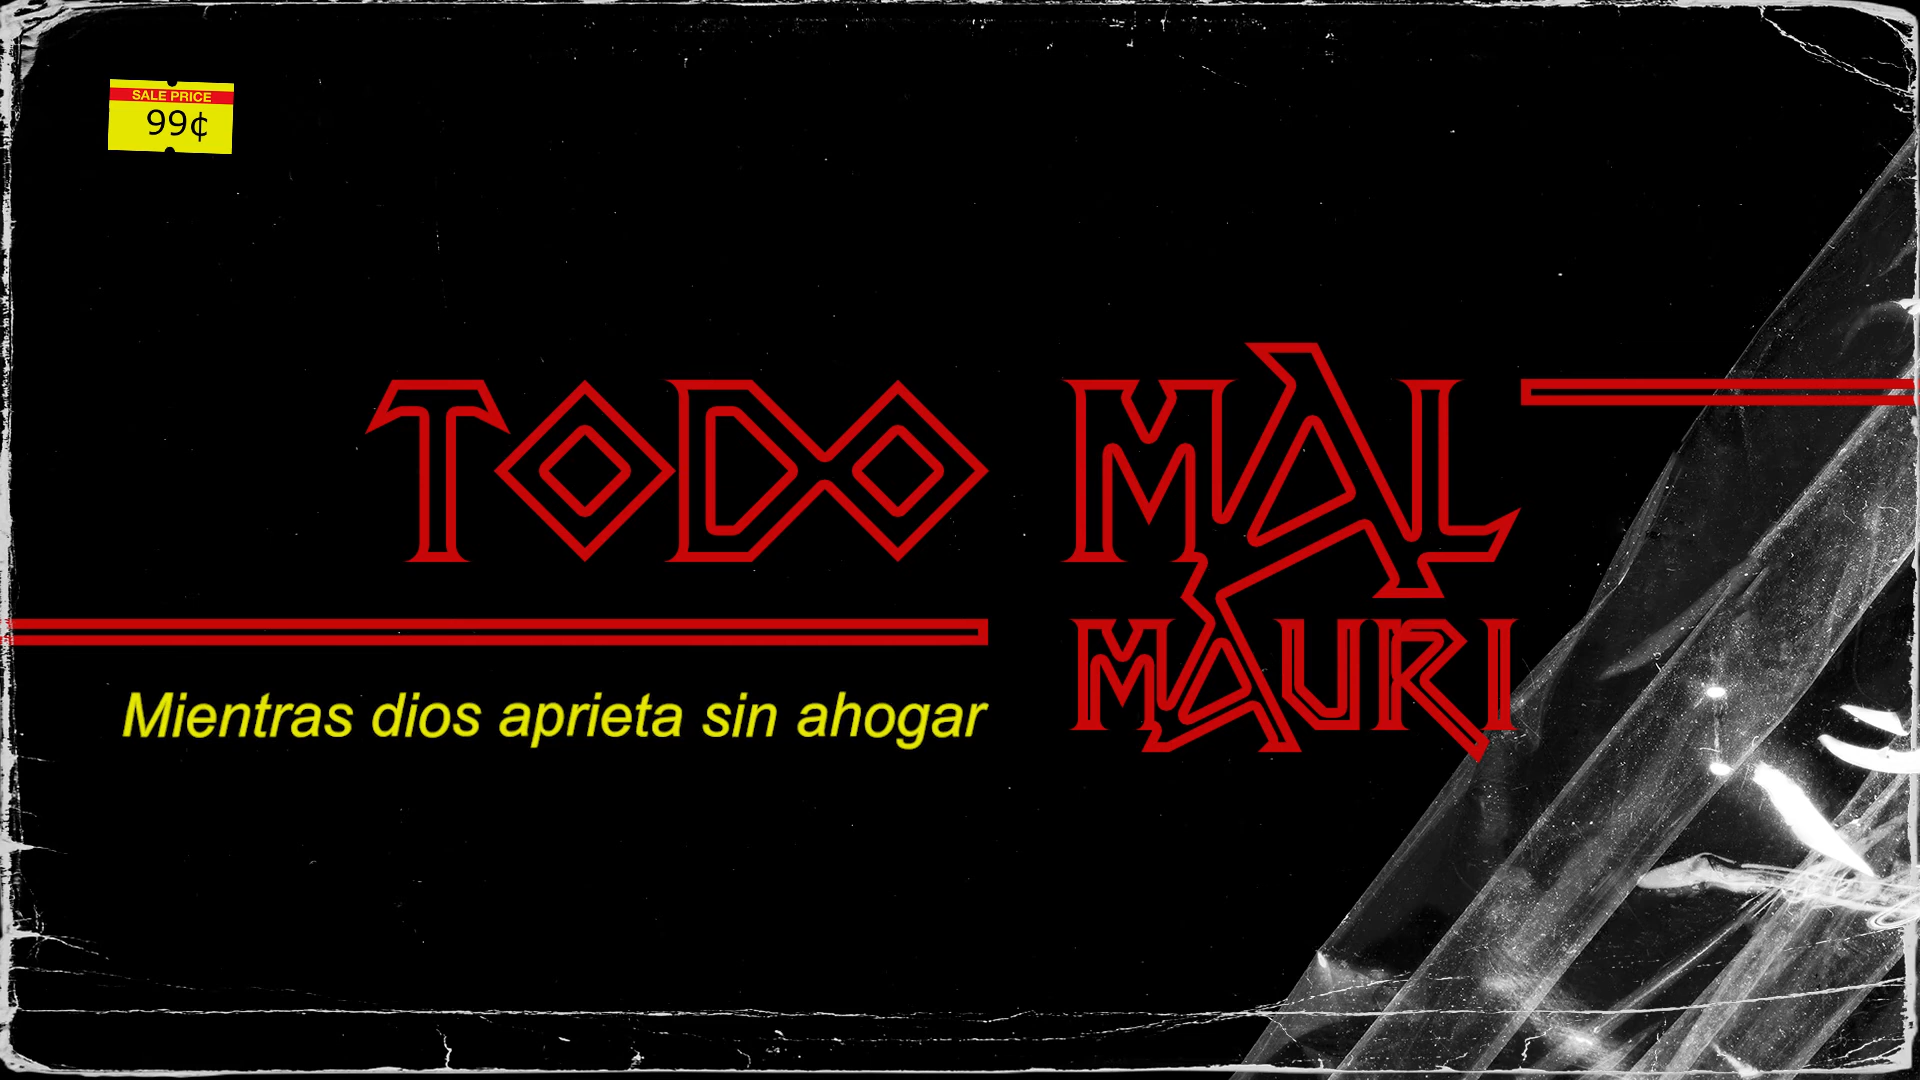 SALE PRICE
99¢
TODO MAL
MAURI
Mientras dios aprieta sin ahogar